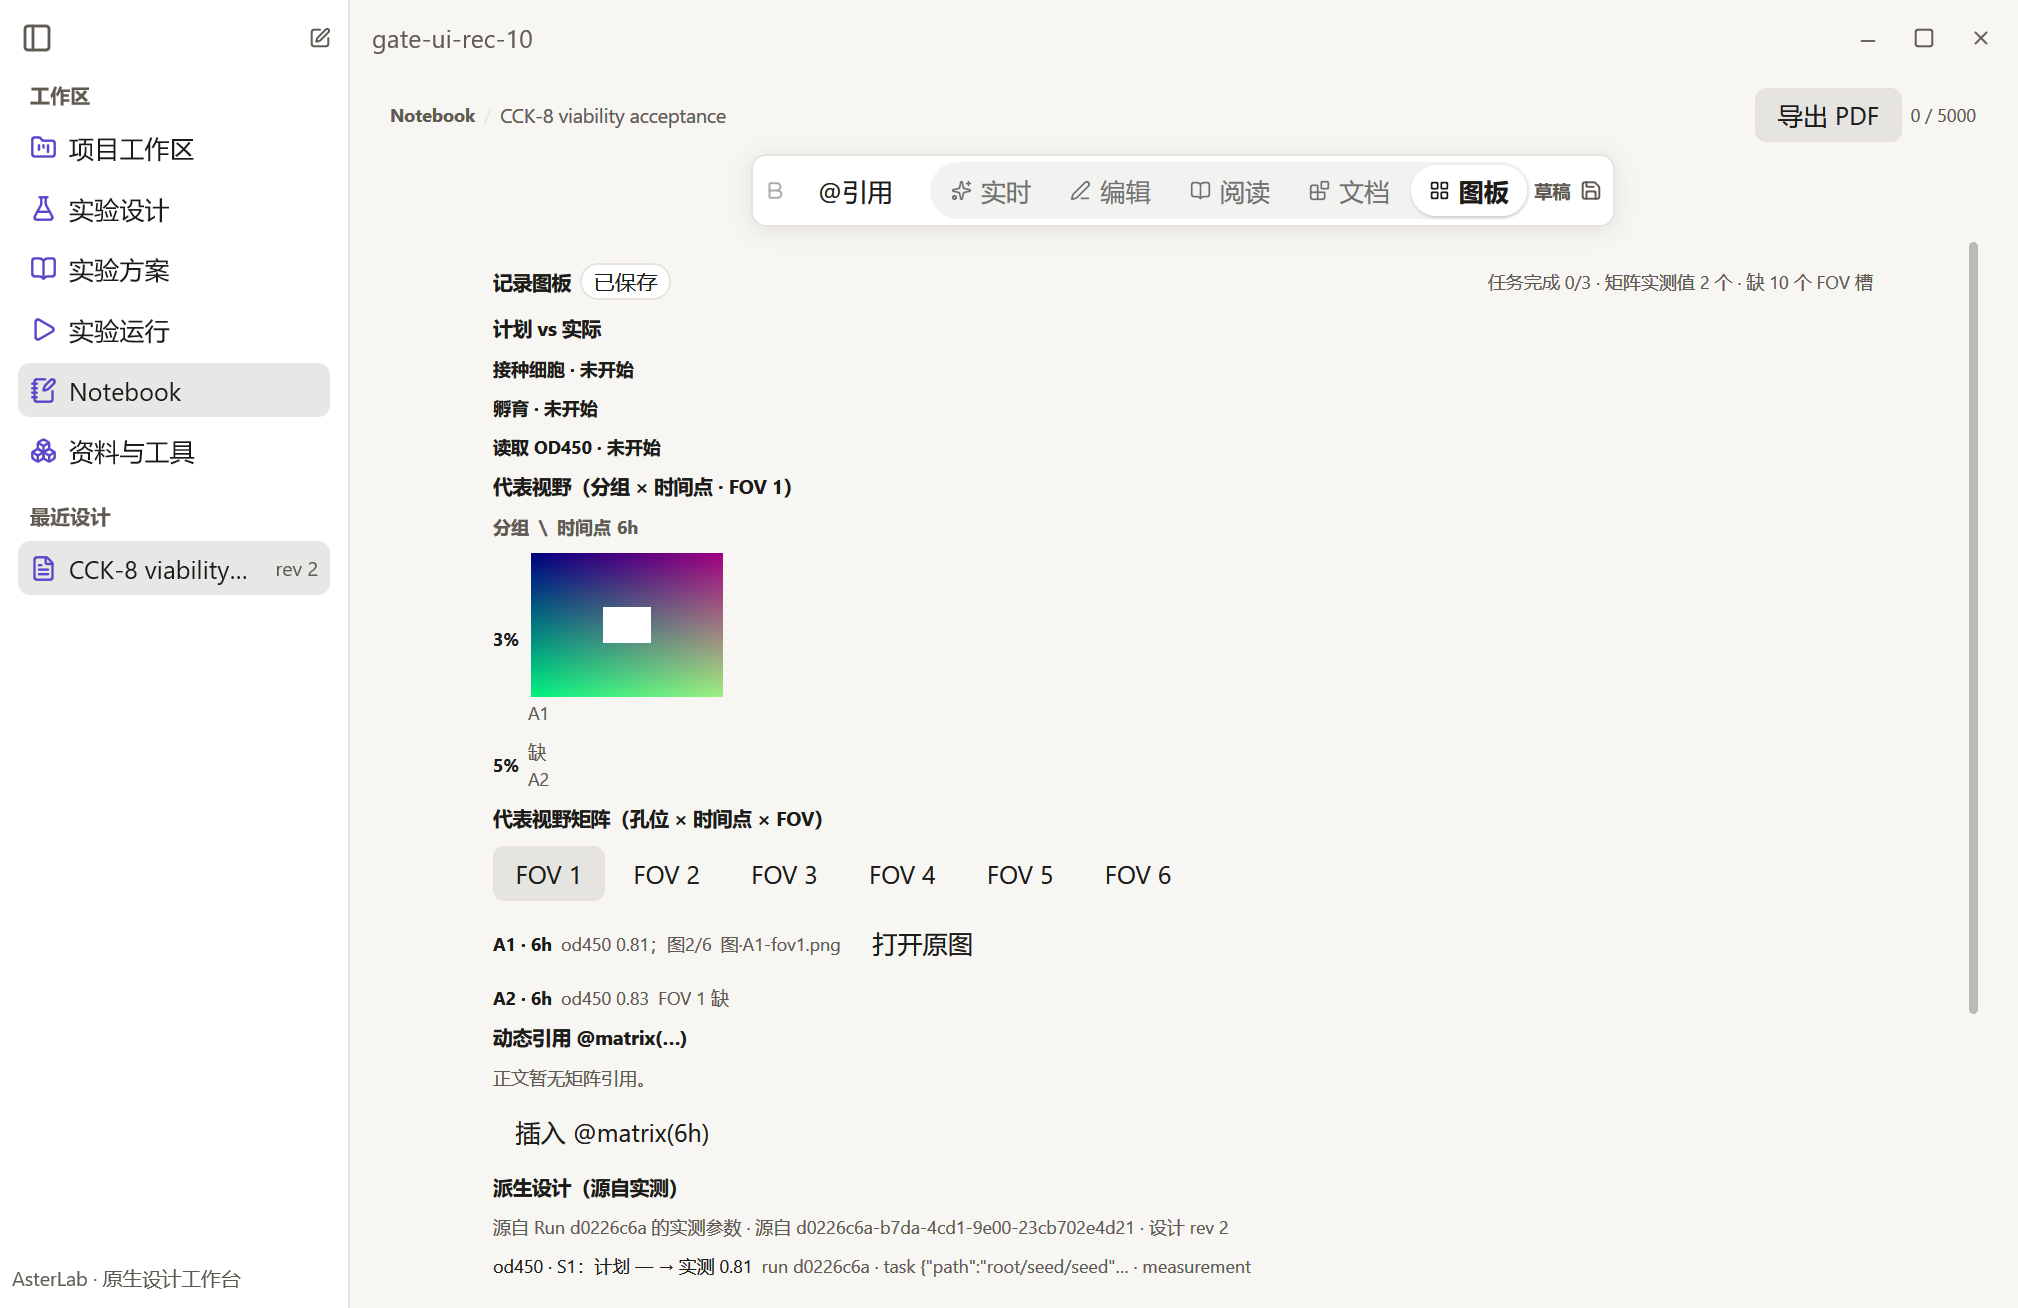 工作区
项目工作区
实验设计
实验方案
实验运行
Notebook
资料与工具
最近设计
CCK-8 viability... rev 2
AsterLab · 原生设计工作台
gate-ui-rec-10
Notebook / CCK-8 viability acceptance
导出 PDF 0 / 5000
B @引用 实时 编辑 阅读 文档 图板 草稿
记录图板 已保存 任务完成 0/3 · 矩阵实测值 2 个 · 缺 10 个 FOV 槽
计划 vs 实际
接种细胞 · 未开始
孵育 · 未开始
读取 OD450 · 未开始
代表视野（分组 × 时间点 · FOV 1）
分组 \ 时间点 6h
3%
A1
缺
5%
A2
代表视野矩阵（孔位 × 时间点 × FOV）
FOV 1 FOV 2 FOV 3 FOV 4 FOV 5 FOV 6
A1 · 6h od450 0.81；图2/6 图·A1-fov1.png 打开原图
A2 · 6h od450 0.83 FOV 1 缺
动态引用 @matrix(...)
正文暂无矩阵引用。
插入 @matrix(6h)
派生设计（源自实测）
源自 Run d0226c6a 的实测参数 · 源自 d0226c6a-b7da-4cd1-9e00-23cb702e4d21 · 设计 rev 2
od450 · S1：计划 — → 实测 0.81 run d0226c6a · task {"path":"root/seed/seed"... · measurement